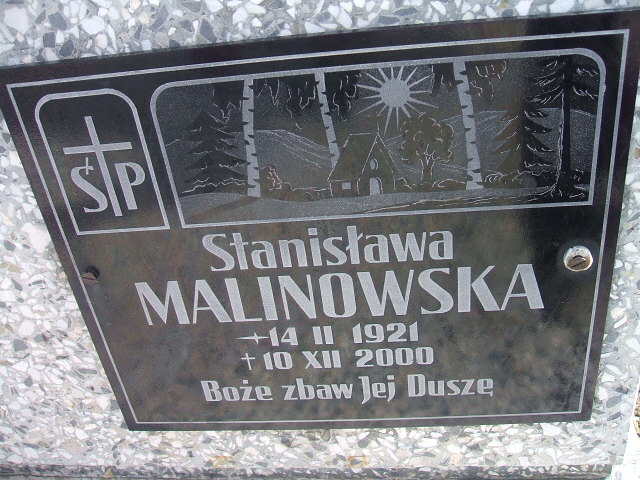 ŚP
Stanisława
MALINOWSKA
14 II 1921
† 10 XII 2000
Boże zbaw Jej Duszę